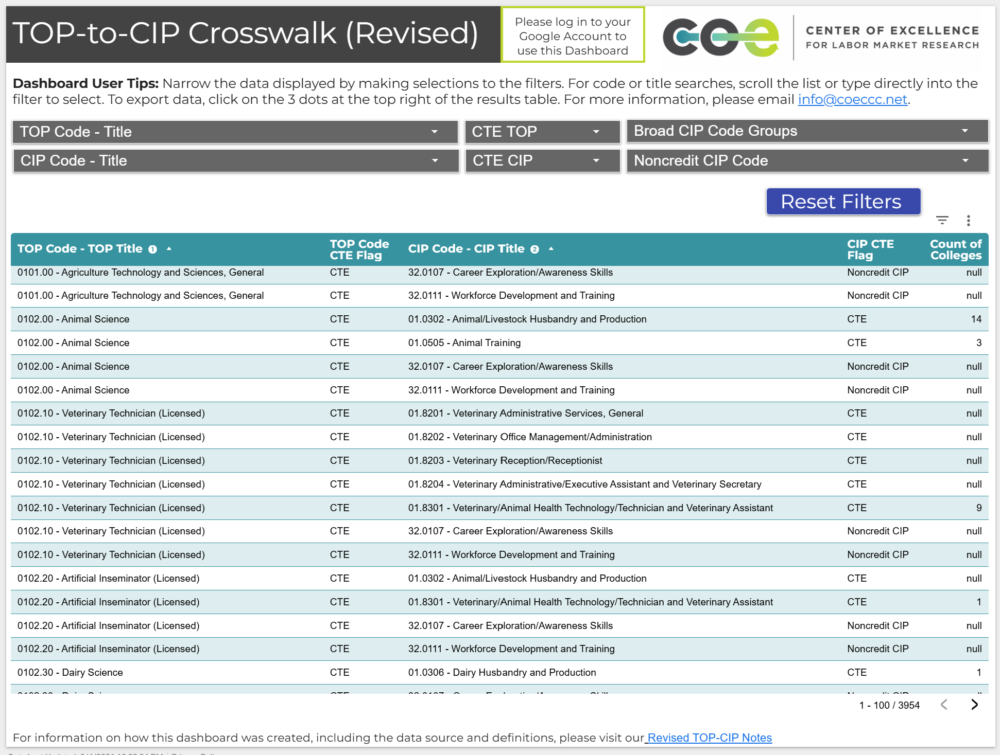 TOP-to-CIP Crosswalk (Revised)
Please log in to your
Google Account to
use this Dashboard
coe
CENTER OF EXCELLENCE
FOR LABOR MARKET RESEARCH
Dashboard User Tips: Narrow the data displayed by making selections to the filters. For code or title searches, scroll the list or type directly into the
filter to select. To export data, click on the 3 dots at the top right of the results table. For more information, please email info@coeccc.net.
TOP Code - Title
CTE TOP
Broad CIP Code Groups
CIP Code - Title
CTE CIP
Noncredit CIP Code
Reset Filters
TOP Code - TOP Title 1 TOP Code CTE Flag CIP Code - CIP Title 2 CIP CTE Flag Count of Colleges
0101.00 - Agriculture Technology and Sciences, General CTE 32.0107 - Career Exploration/Awareness Skills Noncredit CIP null
0101.00 - Agriculture Technology and Sciences, General CTE 32.0111 - Workforce Development and Training Noncredit CIP null
0102.00 - Animal Science CTE 01.0302 - Animal/Livestock Husbandry and Production CTE 14
0102.00 - Animal Science CTE 01.0505 - Animal Training CTE 3
0102.00 - Animal Science CTE 32.0107 - Career Exploration/Awareness Skills Noncredit CIP null
0102.00 - Animal Science CTE 32.0111 - Workforce Development and Training Noncredit CIP null
0102.10 - Veterinary Technician (Licensed) CTE 01.8201 - Veterinary Administrative Services, General CTE null
0102.10 - Veterinary Technician (Licensed) CTE 01.8202 - Veterinary Office Management/Administration CTE null
0102.10 - Veterinary Technician (Licensed) CTE 01.8203 - Veterinary Reception/Receptionist CTE null
0102.10 - Veterinary Technician (Licensed) CTE 01.8204 - Veterinary Administrative/Executive Assistant and Veterinary Secretary CTE null
0102.10 - Veterinary Technician (Licensed) CTE 01.8301 - Veterinary/Animal Health Technology/Technician and Veterinary Assistant CTE 9
0102.10 - Veterinary Technician (Licensed) CTE 32.0107 - Career Exploration/Awareness Skills Noncredit CIP null
0102.10 - Veterinary Technician (Licensed) CTE 32.0111 - Workforce Development and Training Noncredit CIP null
0102.20 - Artificial Inseminator (Licensed) CTE 01.0302 - Animal/Livestock Husbandry and Production CTE null
0102.20 - Artificial Inseminator (Licensed) CTE 01.8301 - Veterinary/Animal Health Technology/Technician and Veterinary Assistant CTE 1
0102.20 - Artificial Inseminator (Licensed) CTE 32.0107 - Career Exploration/Awareness Skills Noncredit CIP null
0102.20 - Artificial Inseminator (Licensed) CTE 32.0111 - Workforce Development and Training Noncredit CIP null
0102.30 - Dairy Science CTE 01.0306 - Dairy Husbandry and Production CTE 1
1 - 100 / 3954
For information on how this dashboard was created, including the data source and definitions, please visit our Revised TOP-CIP Notes